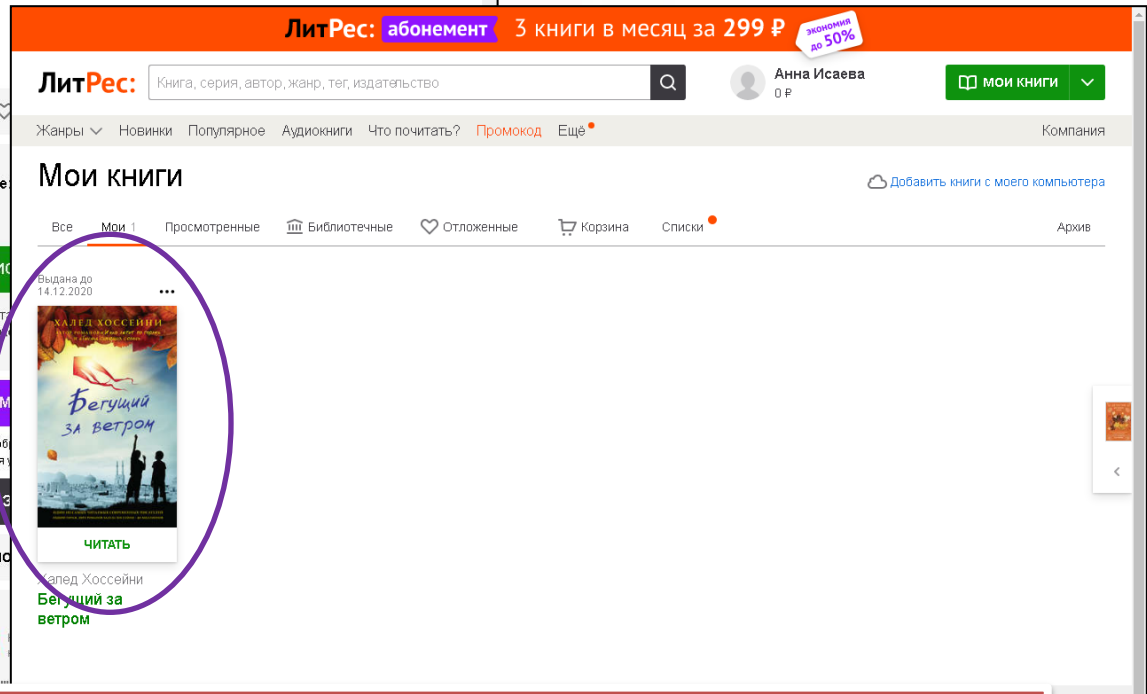 ЛитРес: абонемент 3 книги в месяц за 299 ₽ экономия до 50%
ЛитРес: Книга, серия, автор, жанр, тег, издательство Анна Исаева МОИ КНИГИ
0 ₽
Жанры Новинки Популярное Аудиокниги Что почитать? Промокод Ещё Компания
Мои книги
Добавить книги с моего компьютера
Все Мои 1 Просмотренные Библиотечные Отложенные Корзина Списки Архив
Выдана до
14.12.2020
ХАЛЕД ХОССЕЙНИ
Бегущий
за ветром
ЧИТАТЬ
Халед Хоссейни
Бегущий за
ветром